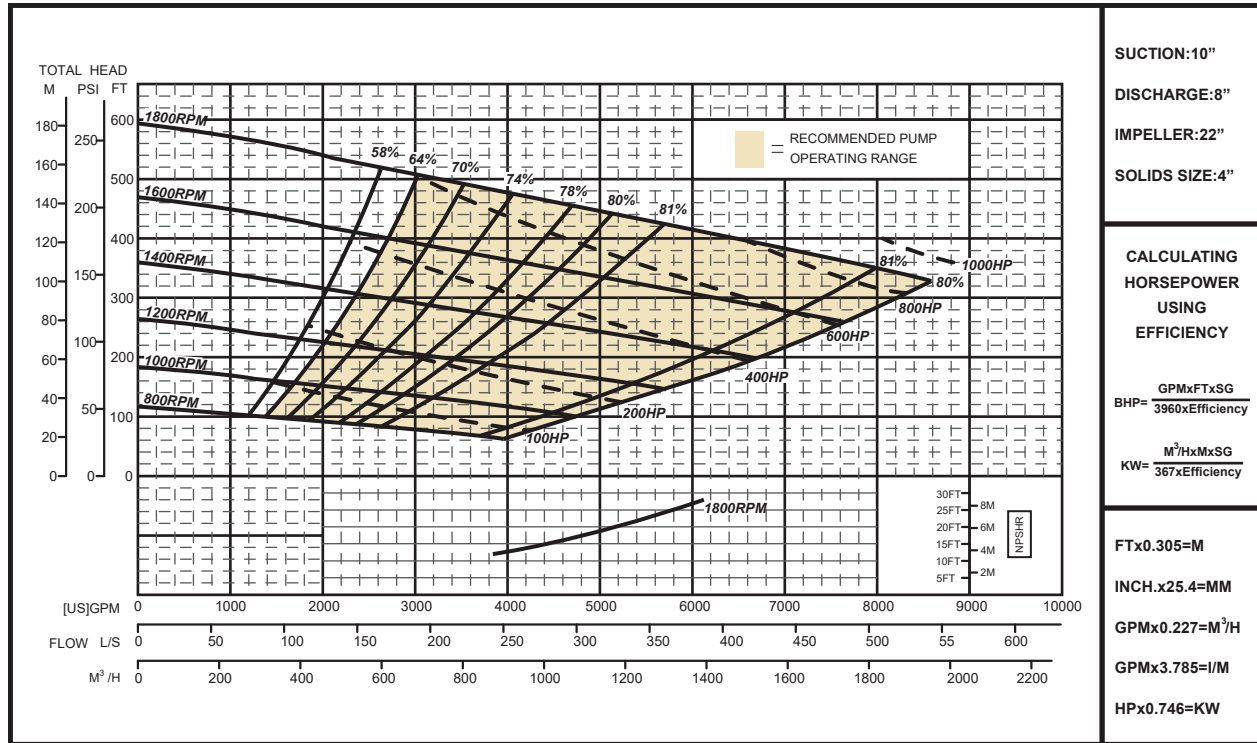 TOTAL HEAD
M PSI FT
180
160
140
120
100
80
60
40
20
0
250
200
150
100
50
0
600
500
400
300
200
100
0
1800RPM
1600RPM
1400RPM
1200RPM
1000RPM
800RPM
58%
64%
70%
74%
78%
80%
81%
81%
80%
1000HP
800HP
600HP
400HP
200HP
100HP
RECOMMENDED PUMP
= OPERATING RANGE
1800RPM
30FT
25FT
20FT
15FT
10FT
5FT
8M
6M
4M
2M
NPSHR
[US]GPM 0 1000 2000 3000 4000 5000 6000 7000 8000 9000 10000
FLOW L/S 0 50 100 150 200 250 300 350 400 450 500 55 600
M³/H 0 200 400 600 800 1000 1200 1400 1600 1800 2000 2200
SUCTION:10”
DISCHARGE:8”
IMPELLER:22”
SOLIDS SIZE:4”
CALCULATING
HORSEPOWER
USING
EFFICIENCY
BHP= GPMxFTxSG
3960xEfficiency
KW= M³/HxMxSG
367xEfficiency
FTx0.305=M
INCH.x25.4=MM
GPMx0.227=M³/H
GPMx3.785=l/M
HPx0.746=KW